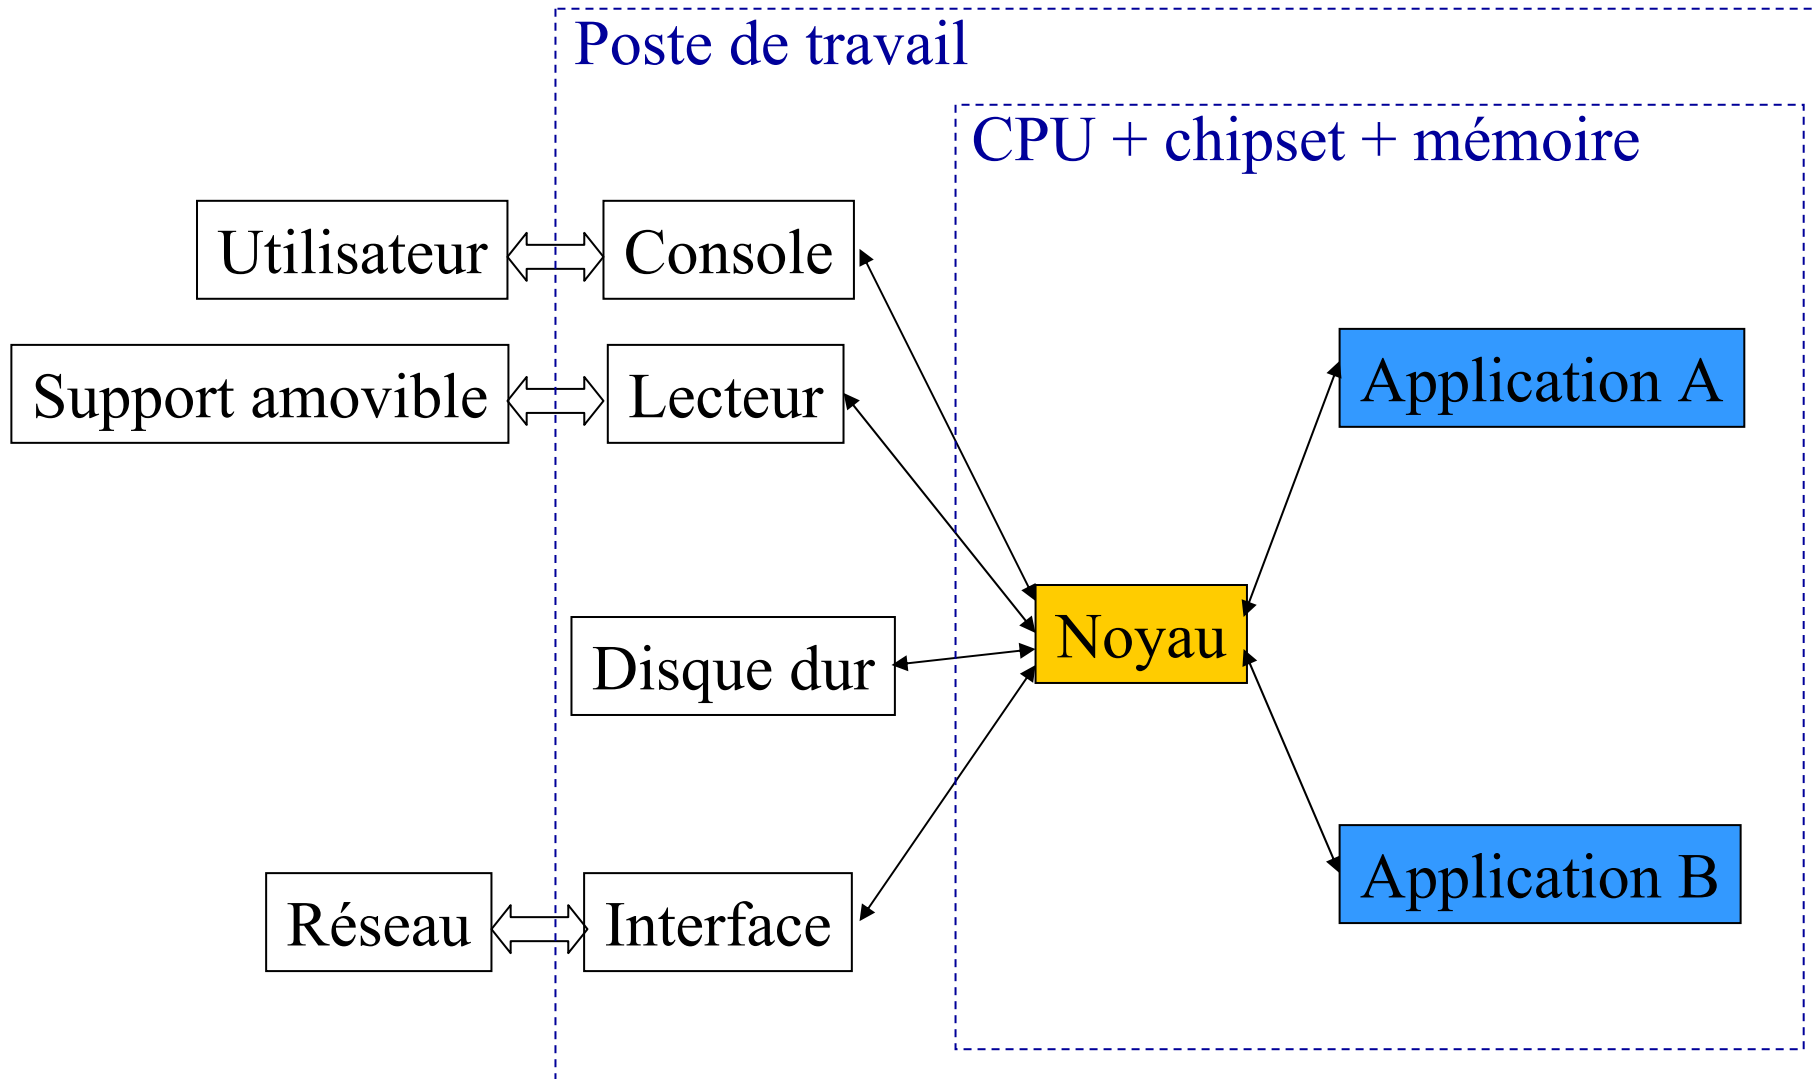 Poste de travail
CPU + chipset + mémoire
Utilisateur
Console
Support amovible
Lecteur
Application A
Disque dur
Noyau
Réseau
Interface
Application B